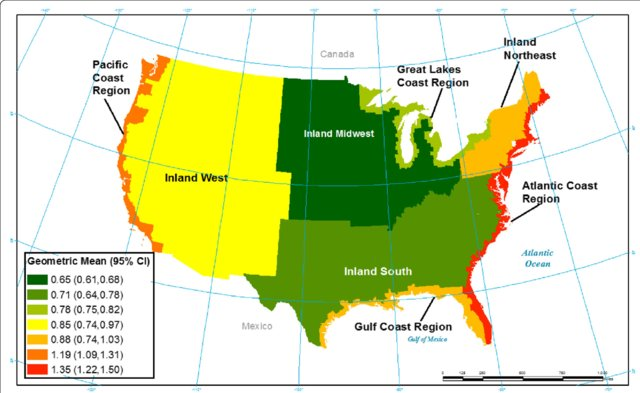 Canada
Inland
Northeast
Pacific
Coast
Region
Great Lakes
Coast Region
Inland Midwest
Inland West
Atlantic Coast
Region
Atlantic
Ocean
Inland South
Geometric Mean (95% CI)
0.65 (0.61,0.68)
0.71 (0.64,0.78)
0.78 (0.75,0.82)
0.85 (0.74,0.97)
0.88 (0.74,1.03)
1.19 (1.09,1.31)
1.35 (1.22,1.50)
Mexico
Gulf Coast Region
Gulf of Mexico